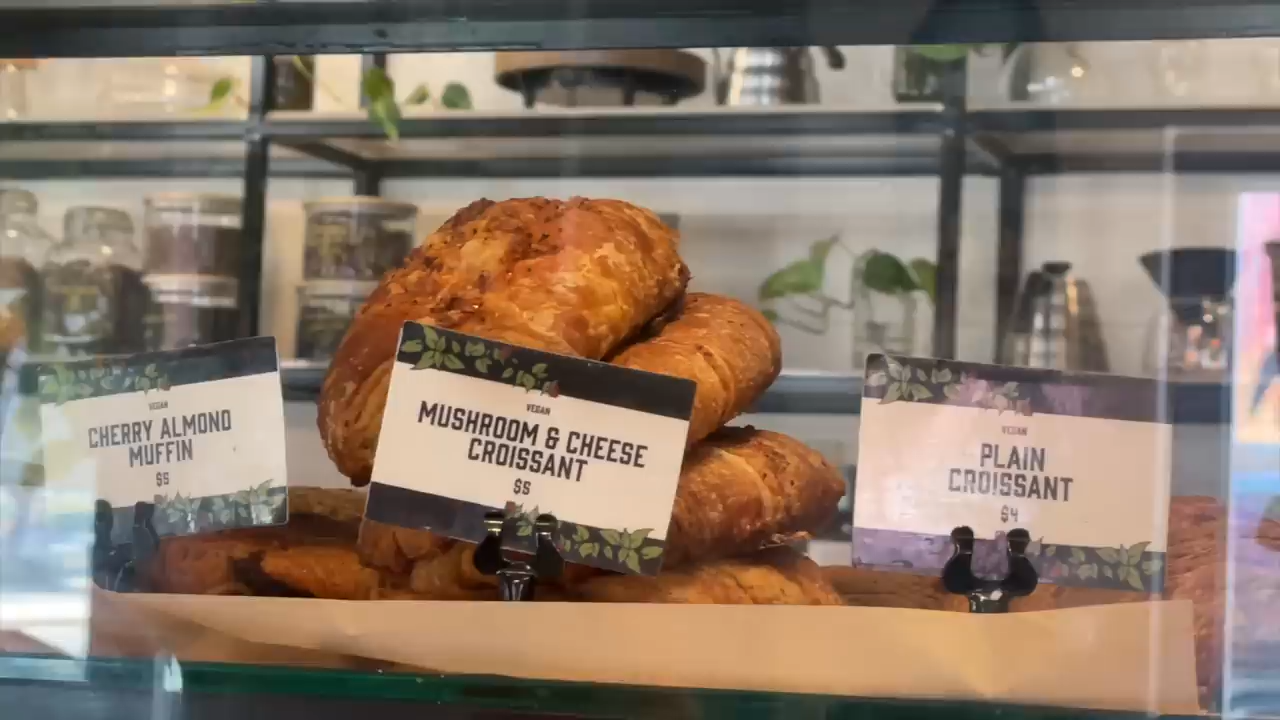 VEGAN
CHERRY ALMOND
MUFFIN
$5
VEGAN
MUSHROOM & CHEESE
CROISSANT
$5
VEGAN
PLAIN
CROISSANT
$4